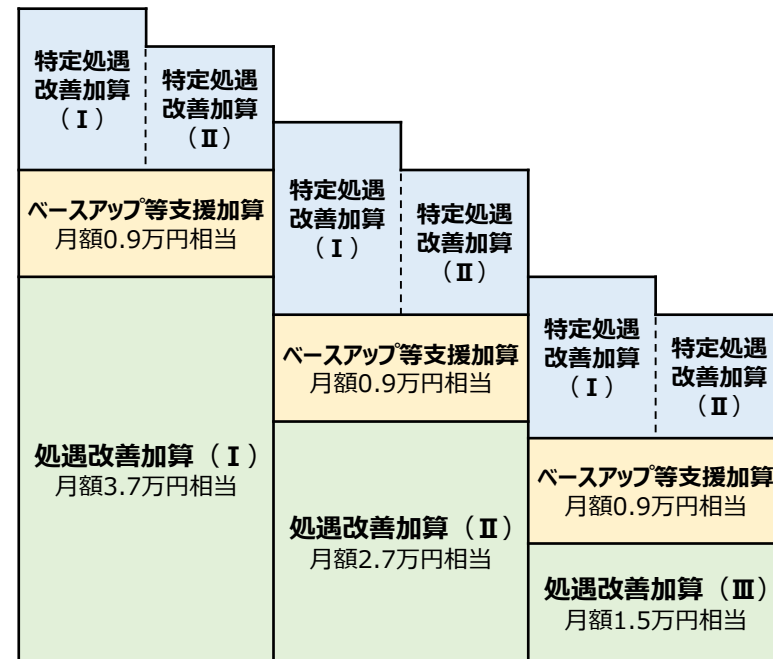 特定処遇
改善加算
（Ⅰ）
特定処遇
改善加算
（Ⅱ）
ベースアップ等支援加算
月額0.9万円相当
処遇改善加算（Ⅰ）
月額3.7万円相当
特定処遇
改善加算
（Ⅰ）
特定処遇
改善加算
（Ⅱ）
ベースアップ等支援加算
月額0.9万円相当
処遇改善加算（Ⅱ）
月額2.7万円相当
特定処遇
改善加算
（Ⅰ）
特定処遇
改善加算
（Ⅱ）
ベースアップ等支援加算
月額0.9万円相当
処遇改善加算（Ⅲ）
月額1.5万円相当